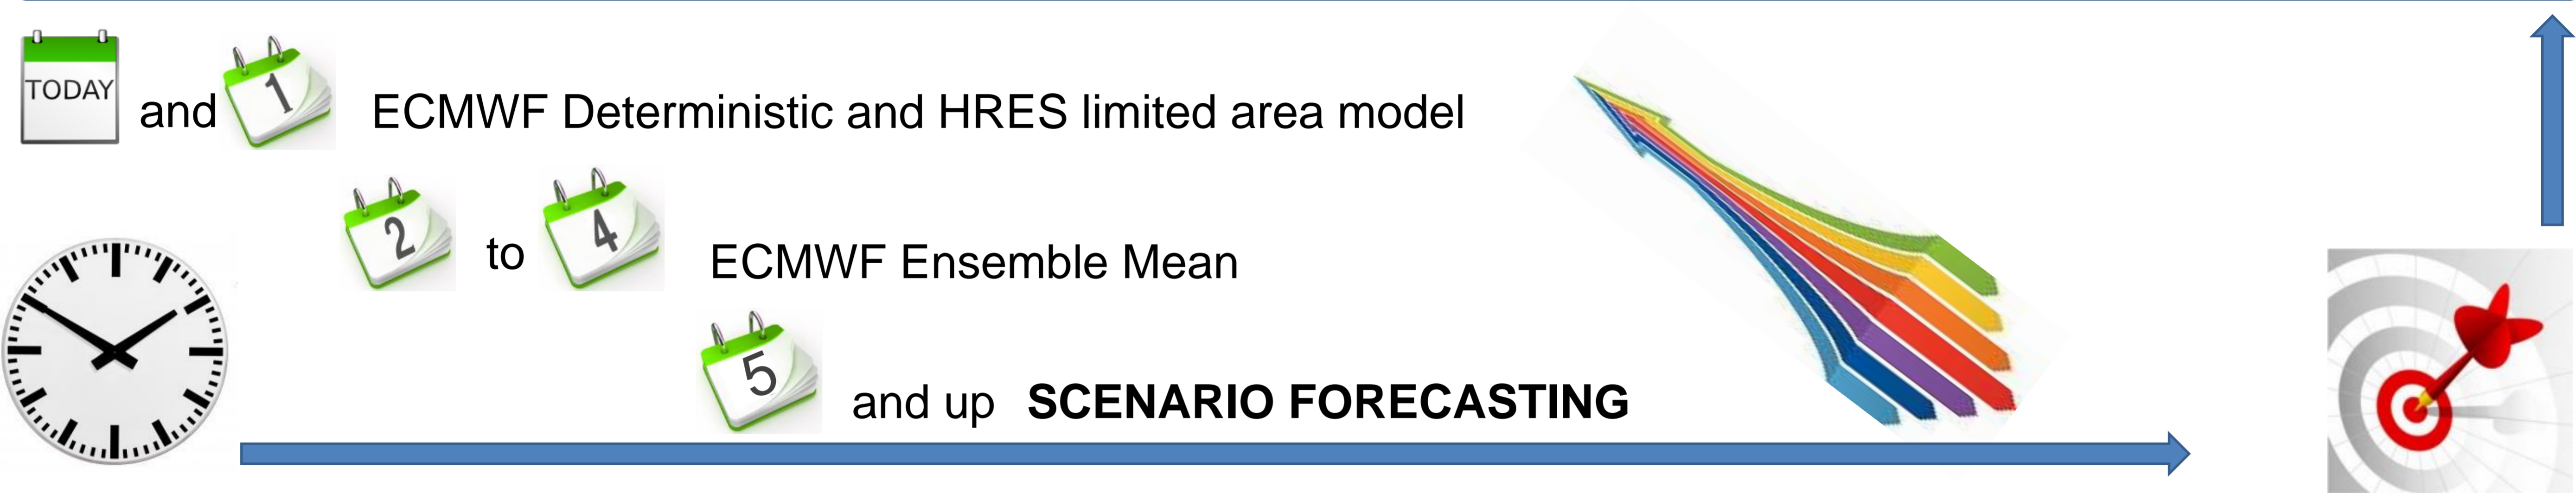 TODAY and 1 ECMWF Deterministic and HRES limited area model
2 to 4 ECMWF Ensemble Mean
5 and up SCENARIO FORECASTING